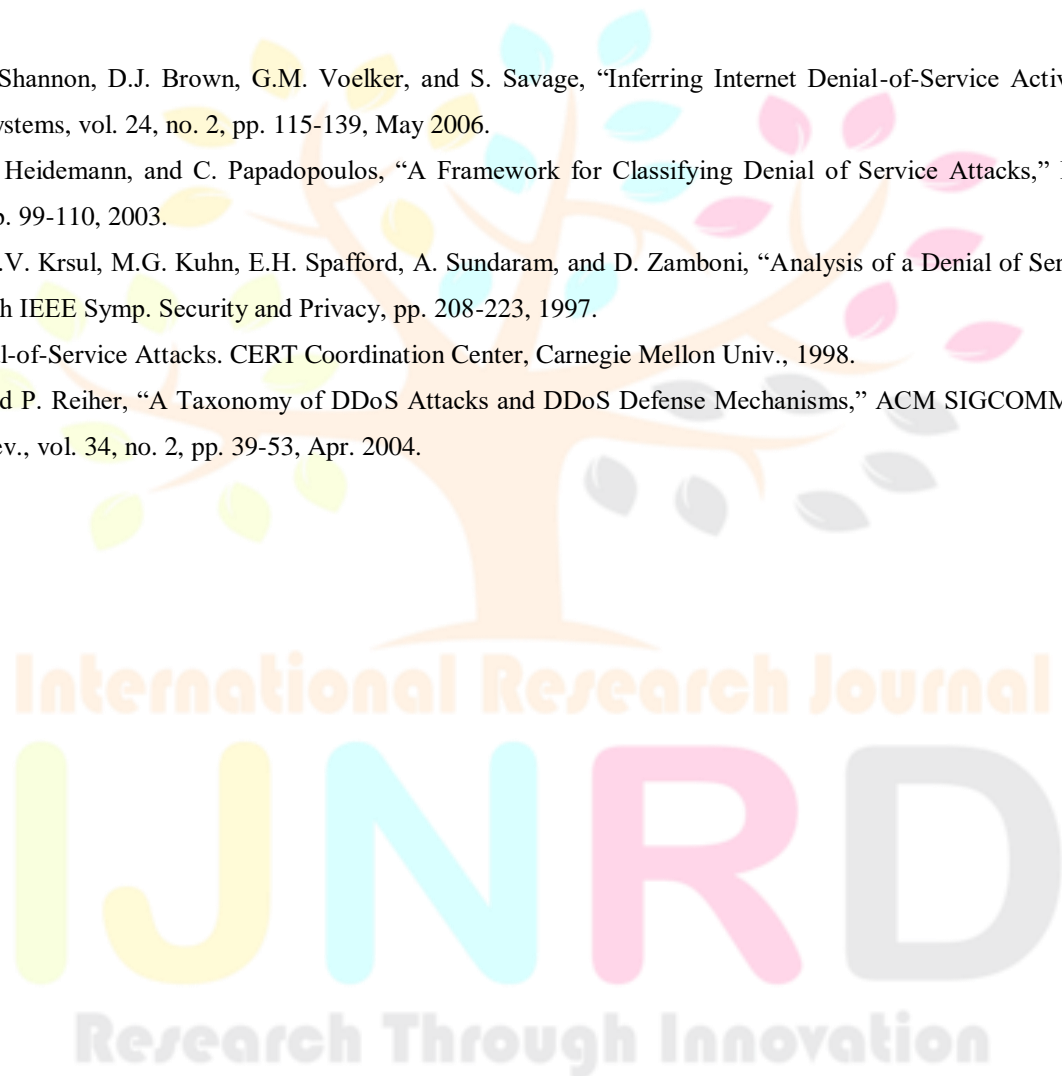 Shannon, D.J. Brown, G.M. Voelker, and S. Savage, “Inferring Internet Denial-of-Service Activ
ystems, vol. 24, no. 2, pp. 115-139, May 2006.
Heidemann, and C. Papadopoulos, “A Framework for Classifying Denial of Service Attacks,”
p. 99-110, 2003.
.V. Krsul, M.G. Kuhn, E.H. Spafford, A. Sundaram, and D. Zamboni, “Analysis of a Denial of Ser
h IEEE Symp. Security and Privacy, pp. 208-223, 1997.
l-of-Service Attacks. CERT Coordination Center, Carnegie Mellon Univ., 1998.
d P. Reiher, “A Taxonomy of DDoS Attacks and DDoS Defense Mechanisms,” ACM SIGCOMM
ev., vol. 34, no. 2, pp. 39-53, Apr. 2004.
International Research Journal
IJNRD
Research Through Innovation